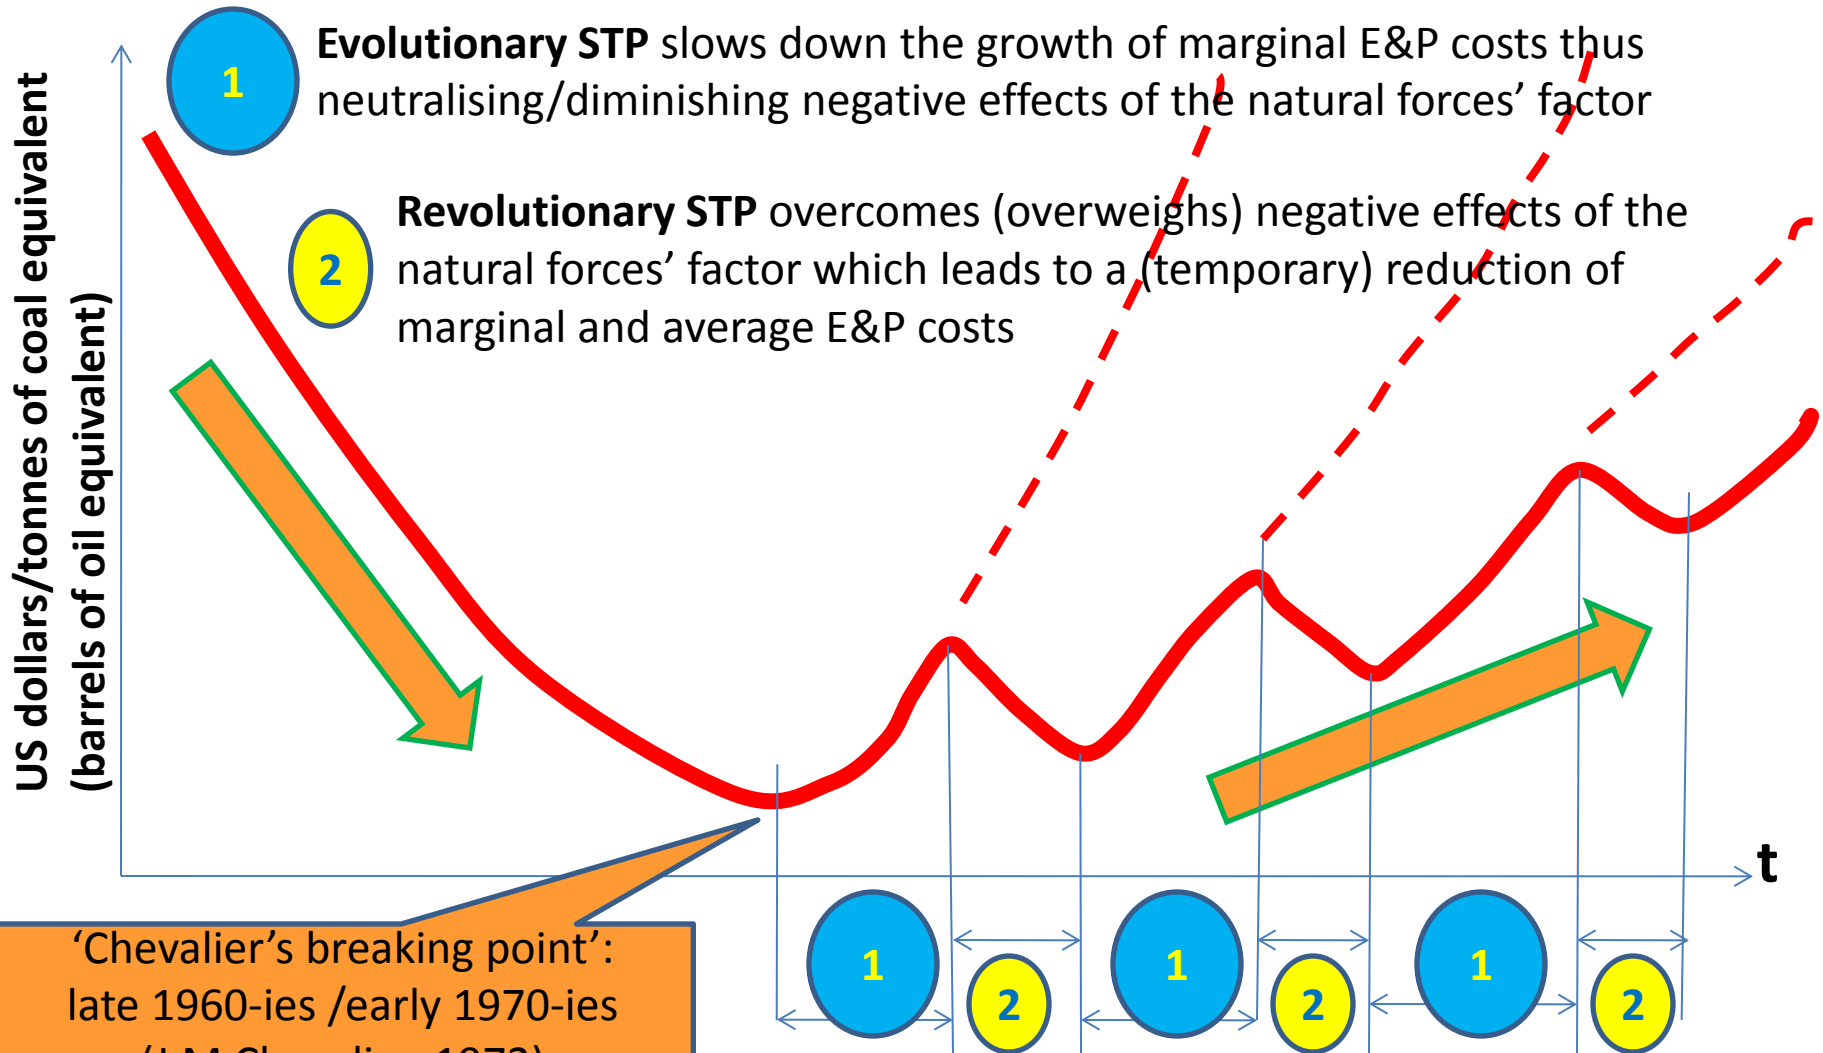 US dollars/tonnes of coal equivalent
(barrels of oil equivalent)
1
Evolutionary STP slows down the growth of marginal E&P costs thus
neutralising/diminishing negative effects of the natural forces’ factor
2
Revolutionary STP overcomes (overweighs) negative effects of the
natural forces’ factor which leads to a (temporary) reduction of
marginal and average E&P costs
t
‘Chevalier’s breaking point’:
late 1960-ies /early 1970-ies
1
2
1
2
1
2